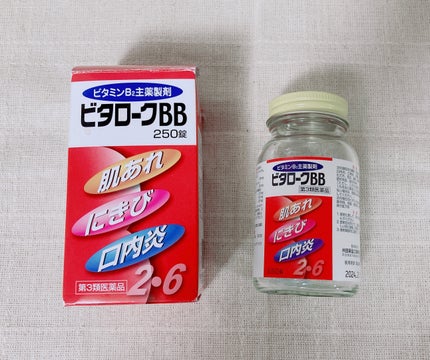 ビタミンB2主薬製剤
ビタロークBB
250錠
肌あれ
にきび
口内炎
第3類医薬品
2・6
ビタミンB2主薬製剤
ビタロークBB
第3類医薬品
肌あれ
にきび
口内炎
2・6
2024.